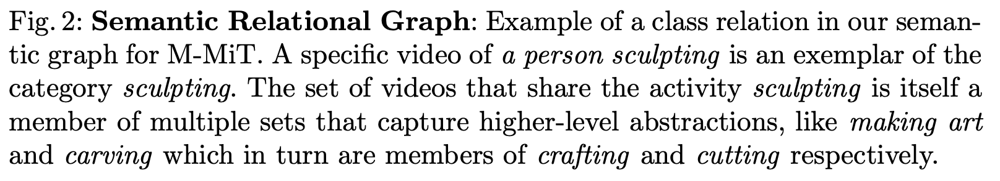 Fig. 2: Semantic Relational Graph: Example of a class relation in our seman-
tic graph for M-MiT. A specific video of a person sculpting is an exemplar of the
category sculpting. The set of videos that share the activity sculpting is itself a
member of multiple sets that capture higher-level abstractions, like making art
and carving which in turn are members of crafting and cutting respectively.